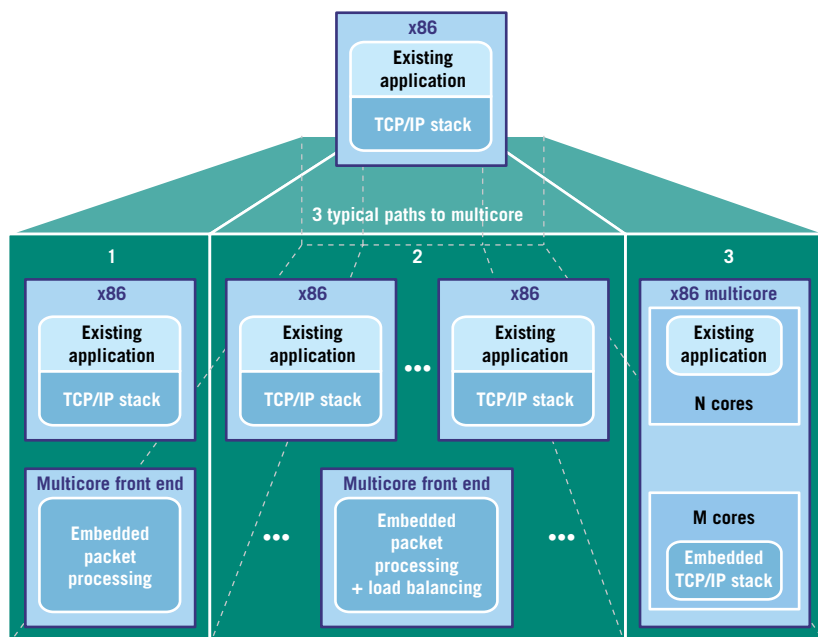 x86
Existing
application
TCP/IP stack
3 typical paths to multicore
1
x86
Existing
application
TCP/IP stack
Multicore front end
Embedded
packet
processing
2
x86
Existing
application
TCP/IP stack
•••
x86
Existing
application
TCP/IP stack
•••
Multicore front end
Embedded
packet
processing
+ load balancing
•••
3
x86 multicore
Existing
application
N cores
M cores
Embedded
TCP/IP stack